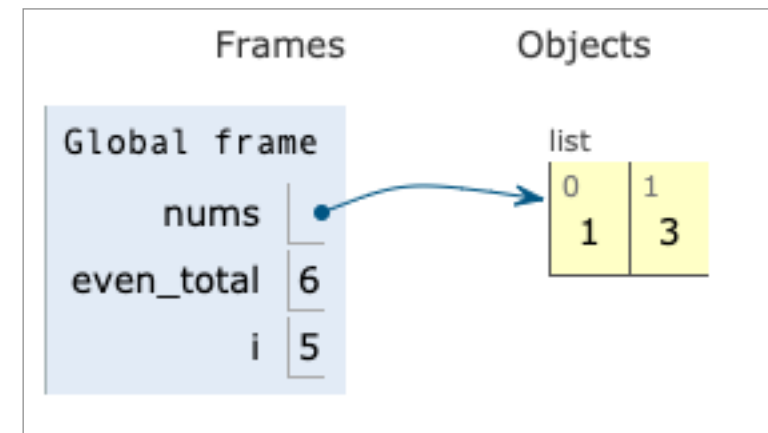 Frames Objects
Global frame
nums
even_total 6
i 5
list
0 1
1 3